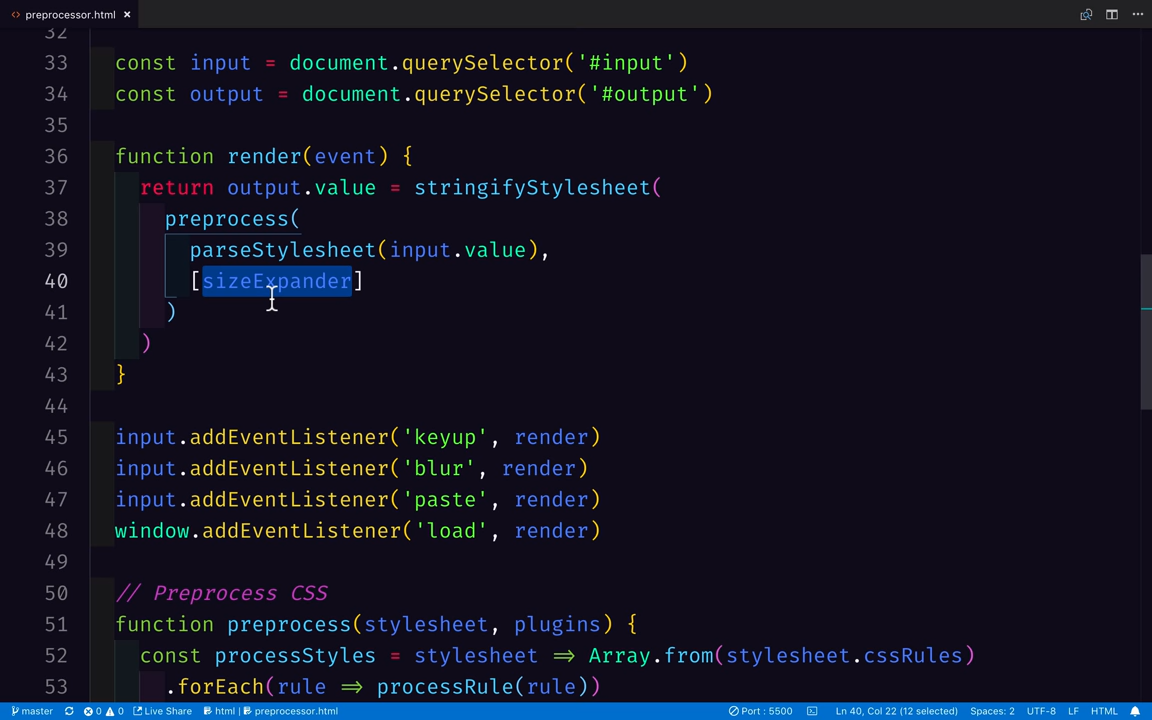 preprocessor.html
32
33 const input = document.querySelector('#input')
34 const output = document.querySelector('#output')
35
36 function render(event) {
37 return output.value = stringifyStylesheet(
38 preprocess(
39 parseStylesheet(input.value),
40 [sizeExpander]
41 )
42 )
43 }
44
45 input.addEventListener('keyup', render)
46 input.addEventListener('blur', render)
47 input.addEventListener('paste', render)
48 window.addEventListener('load', render)
49
50 // Preprocess CSS
51 function preprocess(stylesheet, plugins) {
52 const processStyles = stylesheet => Array.from(stylesheet.cssRules)
53 .forEach(rule => processRule(rule))
master 0 0 Live Share html | preprocessor.html Port : 5500 Ln 40, Col 22 (12 selected) Spaces: 2 UTF-8 LF HTML